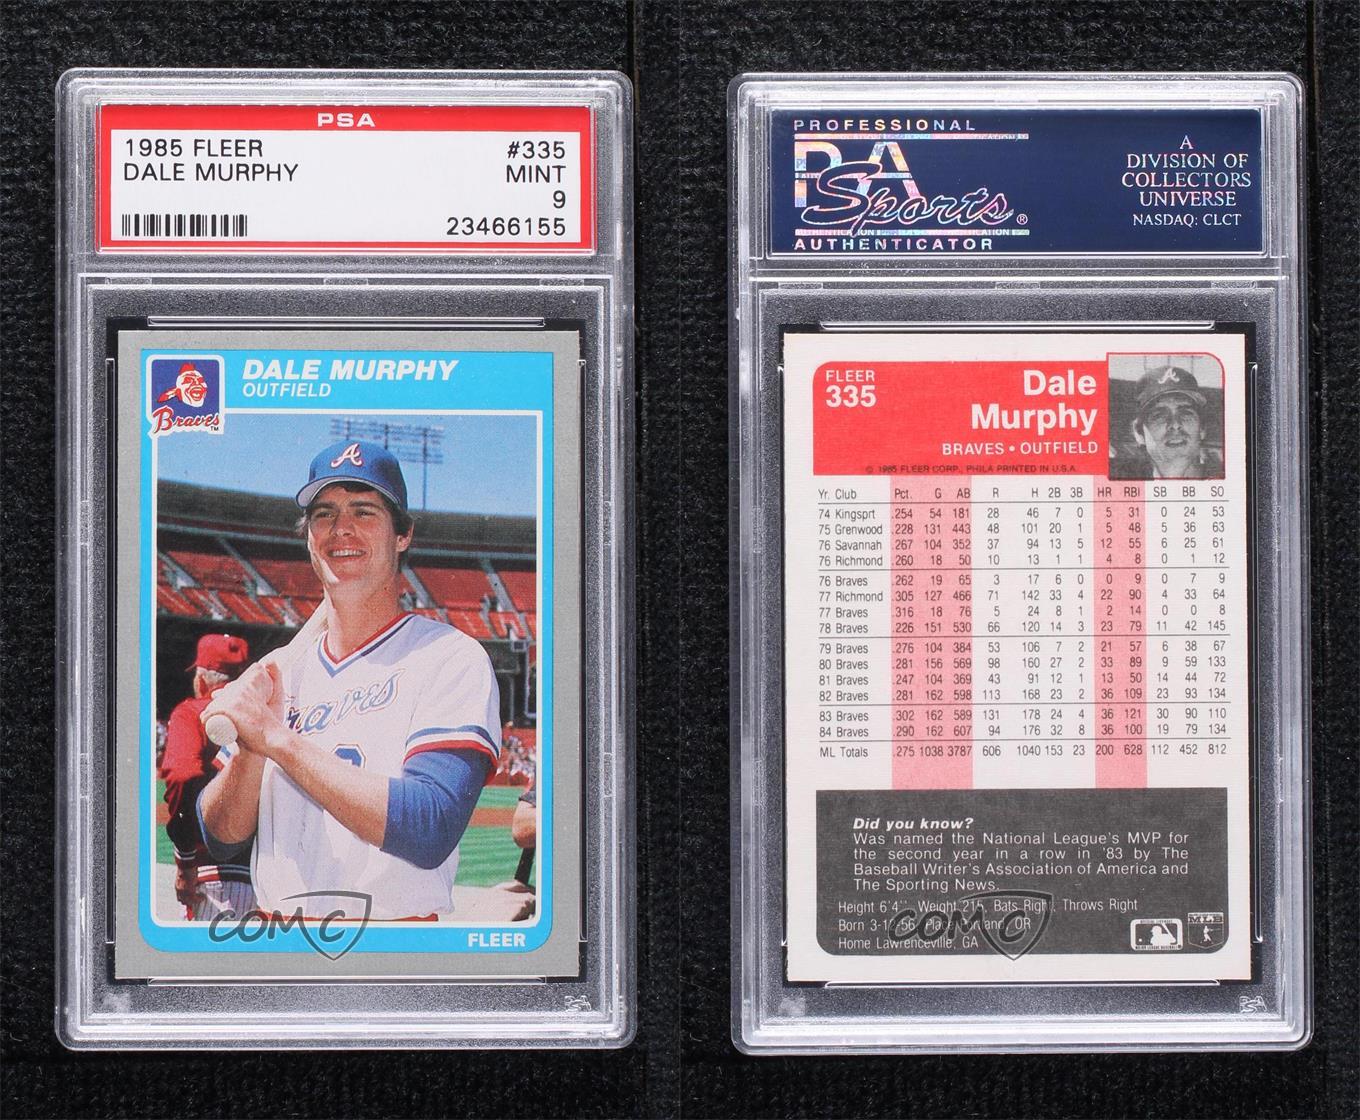 PSA
1985 FLEER #335
DALE MURPHY MINT
9
23466155
Braves™
DALE MURPHY
OUTFIELD
A
Braves
FLEER
COMC
PROFESSIONAL
PSA
Sports®
AUTHENTICATOR
A
DIVISION OF
COLLECTORS
UNIVERSE
NASDAQ: CLCT
FLEER
335
Dale
Murphy
BRAVES • OUTFIELD
© 1985 FLEER CORP., PHILA PRINTED IN U.S.A.
Yr. Club Pct. G AB R H 2B 3B HR RBI SB BB SO
74 Kingsprt .254 54 181 28 46 7 0 5 31 0 24 53
75 Grenwood .228 131 443 48 101 20 1 5 48 5 36 63
76 Savannah .267 104 352 37 94 13 5 12 55 6 25 61
76 Richmond .260 18 50 10 13 1 1 4 8 0 1 12
76 Braves .262 19 65 3 17 6 0 0 9 0 7 9
77 Richmond .305 127 466 71 142 33 4 22 90 4 33 64
77 Braves .316 18 76 5 24 8 1 2 14 0 0 8
78 Braves .226 151 530 66 120 14 3 23 79 11 42 145
79 Braves .276 104 384 53 106 7 2 21 57 6 38 67
80 Braves .281 156 569 98 160 27 2 33 89 9 59 133
81 Braves .247 104 369 43 91 12 1 13 50 14 44 72
82 Braves .281 162 598 113 168 23 2 36 109 23 93 134
83 Braves .302 162 589 131 178 24 4 36 121 30 90 110
84 Braves .290 162 607 94 176 32 8 36 100 19 79 134
ML Totals .275 1038 3787 606 1040 153 23 200 628 112 452 812
Did you know?
Was named the National League's MVP for
the second year in a row in '83 by The
Baseball Writer's Association of America and
The Sporting News.
Height 6'4", Weight 215, Bats Right, Throws Right
Born 3-12-56, Place Portland, OR
Home Lawrenceville, GA
MLB
COMC